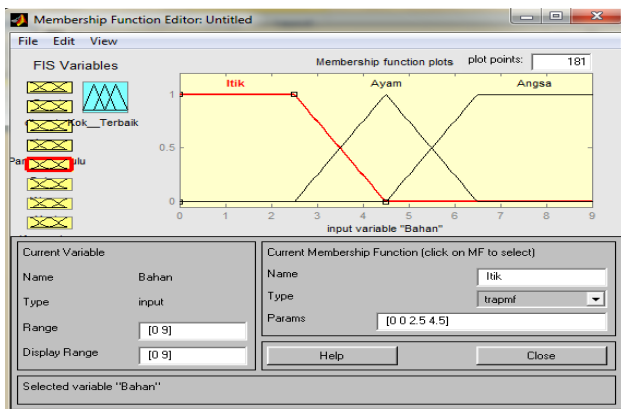 Membership Function Editor: Untitled
File Edit View
FIS Variables
Membership function plots plot points: 181
Itik Ayam Angsa
Kok_Terbaik
ulu
1
0.5
0
0 1 2 3 4 5 6 7 8 9
input variable "Bahan"
Current Variable
Name Bahan
Type input
Range [0 9]
Display Range [0 9]
Current Membership Function (click on MF to select)
Name Itik
Type trapmf
Params [0 0 2.5 4.5]
Help Close
Selected variable "Bahan"